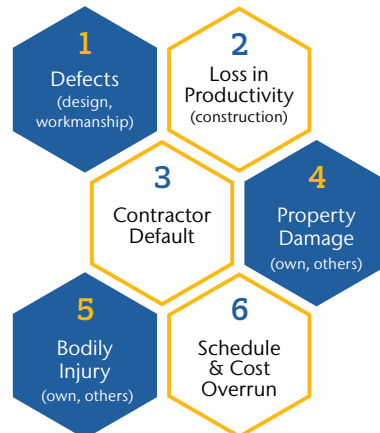 1
Defects
(design,
workmanship)
2
Loss in
Productivity
(construction)
3
Contractor
Default
4
Property
Damage
(own, others)
5
Bodily
Injury
(own, others)
6
Schedule
& Cost
Overrun